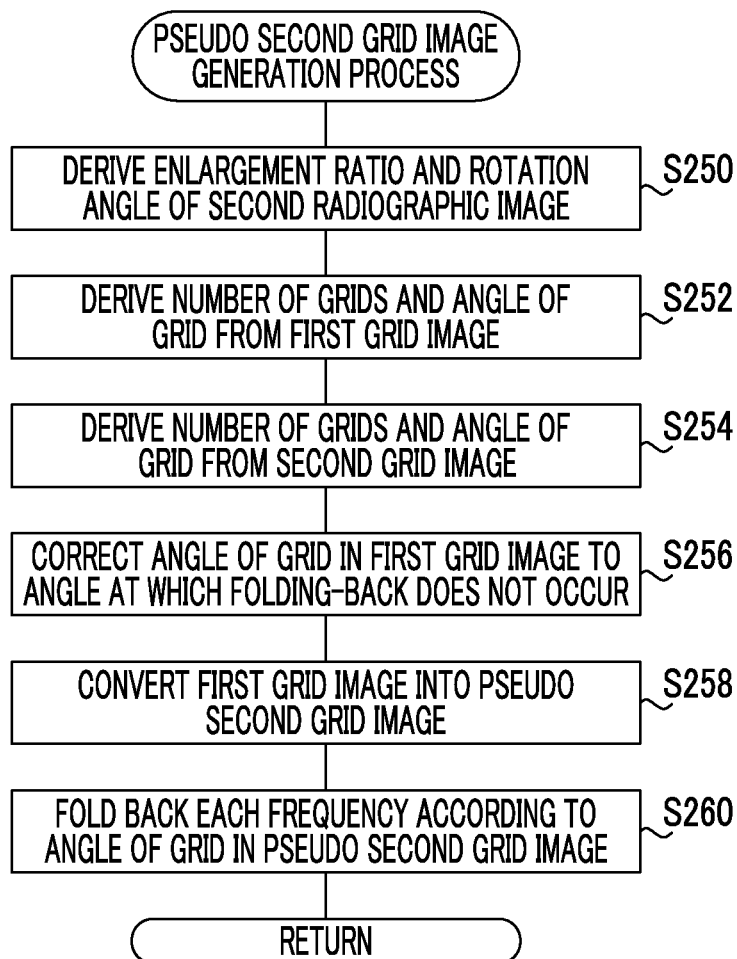 PSEUDO SECOND GRID IMAGE
GENERATION PROCESS
DERIVE ENLARGEMENT RATIO AND ROTATION
ANGLE OF SECOND RADIOGRAPHIC IMAGE
S250
DERIVE NUMBER OF GRIDS AND ANGLE OF
GRID FROM FIRST GRID IMAGE
S252
DERIVE NUMBER OF GRIDS AND ANGLE OF
GRID FROM SECOND GRID IMAGE
S254
CORRECT ANGLE OF GRID IN FIRST GRID IMAGE TO
ANGLE AT WHICH FOLDING-BACK DOES NOT OCCUR
S256
CONVERT FIRST GRID IMAGE INTO PSEUDO
SECOND GRID IMAGE
S258
FOLD BACK EACH FREQUENCY ACCORDING TO
ANGLE OF GRID IN PSEUDO SECOND GRID IMAGE
S260
RETURN